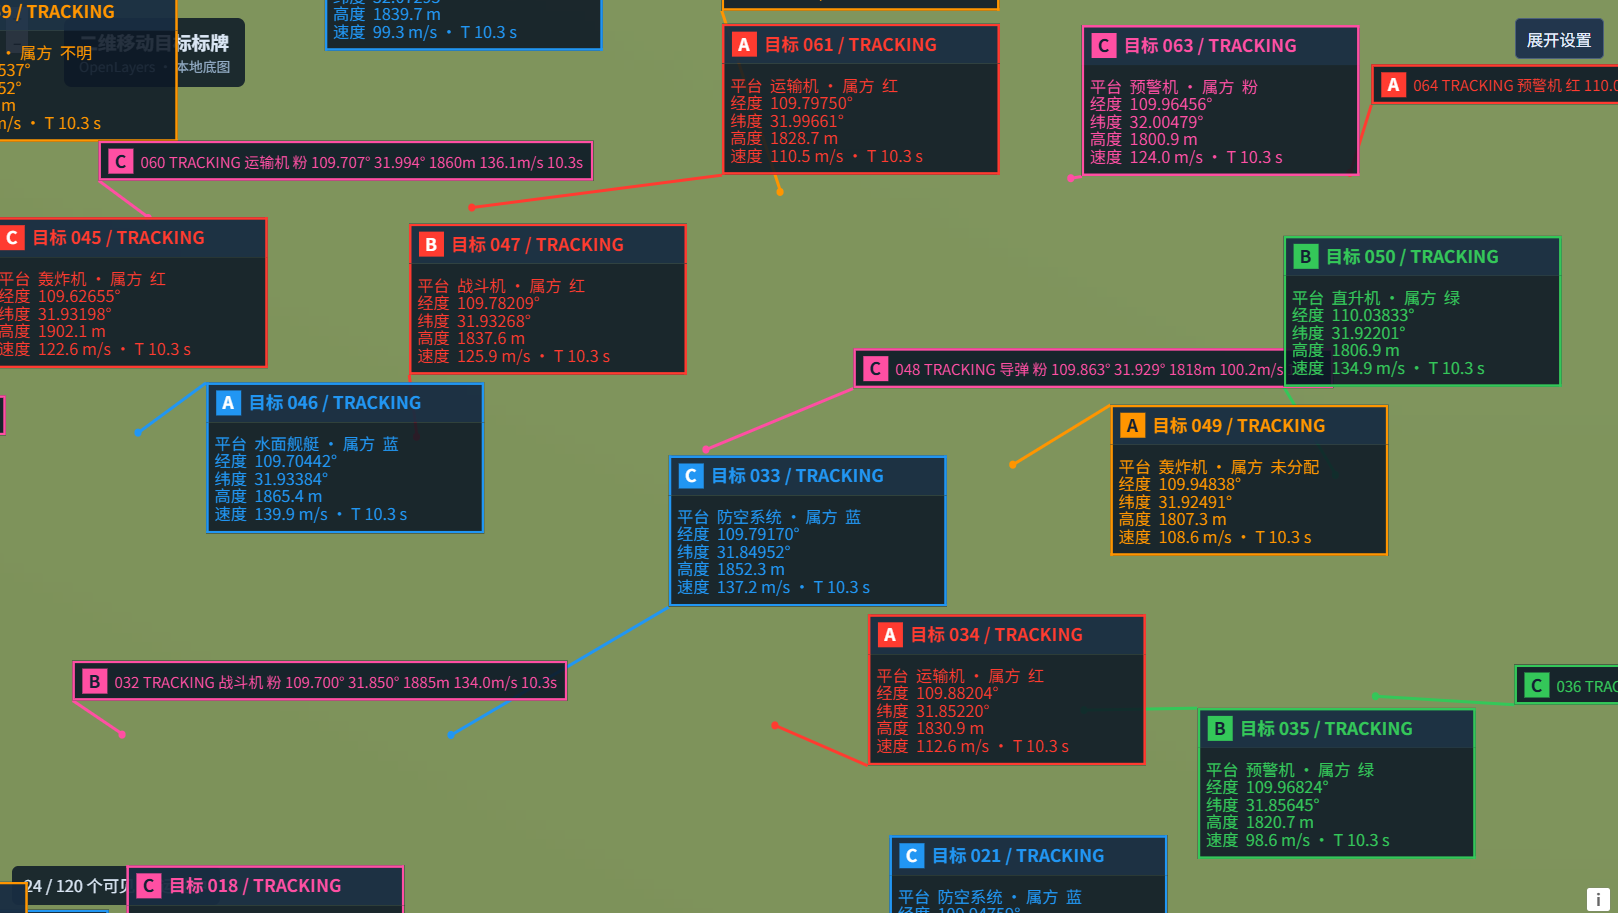 59 / TRACKING
• 属方 不明
537°
52°
m
m/s • T 10.3 s
二维移动目标标牌
OpenLayers • 本地底图
高度 1839.7 m
速度 99.3 m/s • T 10.3 s
A 目标 061 / TRACKING
平台 运输机 • 属方 红
经度 109.79750°
纬度 31.99661°
高度 1828.7 m
速度 110.5 m/s • T 10.3 s
C 目标 063 / TRACKING
平台 预警机 • 属方 粉
经度 109.96456°
纬度 32.00479°
高度 1800.9 m
速度 124.0 m/s • T 10.3 s
展开设置
A 064 TRACKING 预警机 红 110.0
C 060 TRACKING 运输机 粉 109.707° 31.994° 1860m 136.1m/s 10.3s
C 目标 045 / TRACKING
平台 轰炸机 • 属方 红
经度 109.62655°
纬度 31.93198°
高度 1902.1 m
速度 122.6 m/s • T 10.3 s
B 目标 047 / TRACKING
平台 战斗机 • 属方 红
经度 109.78209°
纬度 31.93268°
高度 1837.6 m
速度 125.9 m/s • T 10.3 s
B 目标 050 / TRACKING
平台 直升机 • 属方 绿
经度 110.03833°
纬度 31.92201°
高度 1806.9 m
速度 134.9 m/s • T 10.3 s
C 048 TRACKING 导弹 粉 109.863° 31.929° 1818m 100.2m/s
A 目标 046 / TRACKING
平台 水面舰艇 • 属方 蓝
经度 109.70442°
纬度 31.93384°
高度 1865.4 m
速度 139.9 m/s • T 10.3 s
A 目标 049 / TRACKING
平台 轰炸机 • 属方 未分配
经度 109.94838°
纬度 31.92491°
高度 1807.3 m
速度 108.6 m/s • T 10.3 s
C 目标 033 / TRACKING
平台 防空系统 • 属方 蓝
经度 109.79170°
纬度 31.84952°
高度 1852.3 m
速度 137.2 m/s • T 10.3 s
A 目标 034 / TRACKING
平台 运输机 • 属方 红
经度 109.88204°
纬度 31.85220°
高度 1830.9 m
速度 112.6 m/s • T 10.3 s
B 032 TRACKING 战斗机 粉 109.700° 31.850° 1885m 134.0m/s 10.3s
C 036 TRAC
B 目标 035 / TRACKING
平台 预警机 • 属方 绿
经度 109.96824°
纬度 31.85645°
高度 1820.7 m
速度 98.6 m/s • T 10.3 s
C 目标 021 / TRACKING
平台 防空系统 • 属方 蓝
24 / 120 个可见
C 目标 018 / TRACKING
i